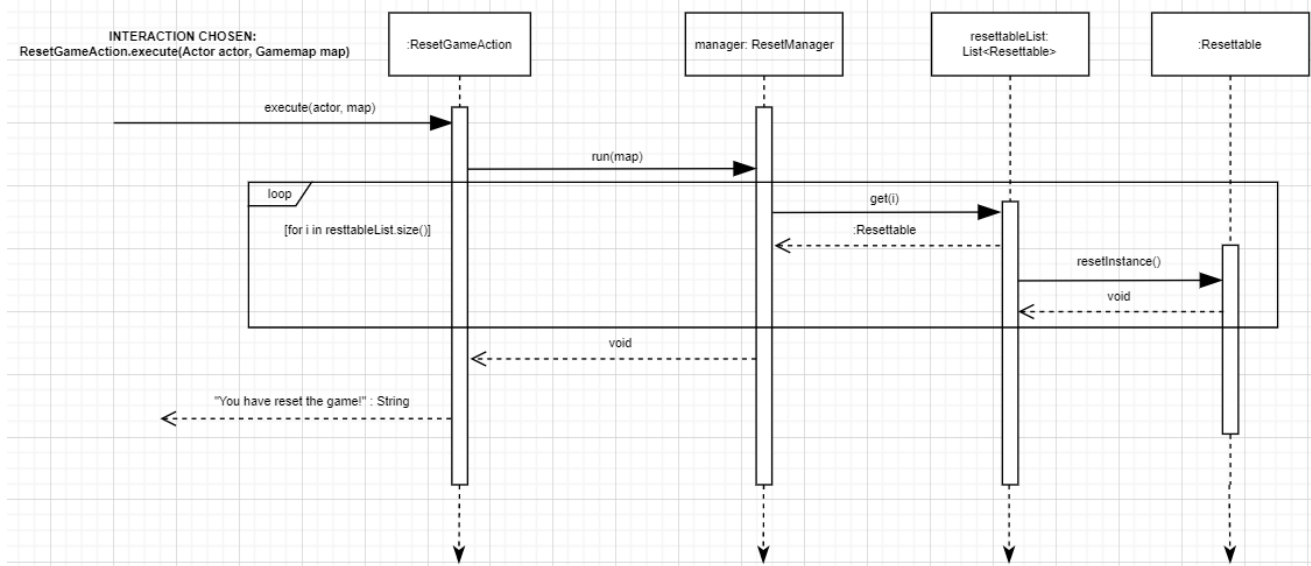 INTERACTION CHOSEN:
ResetGameAction.execute(Actor actor, Gamemap map)
:ResetGameAction
manager: ResetManager
resettableList:
List<Resettable>
:Resettable
execute(actor, map)
run(map)
loop
get(i)
[for i in resttableList.size()]
:Resettable
resetInstance()
void
void
"You have reset the game!" : String